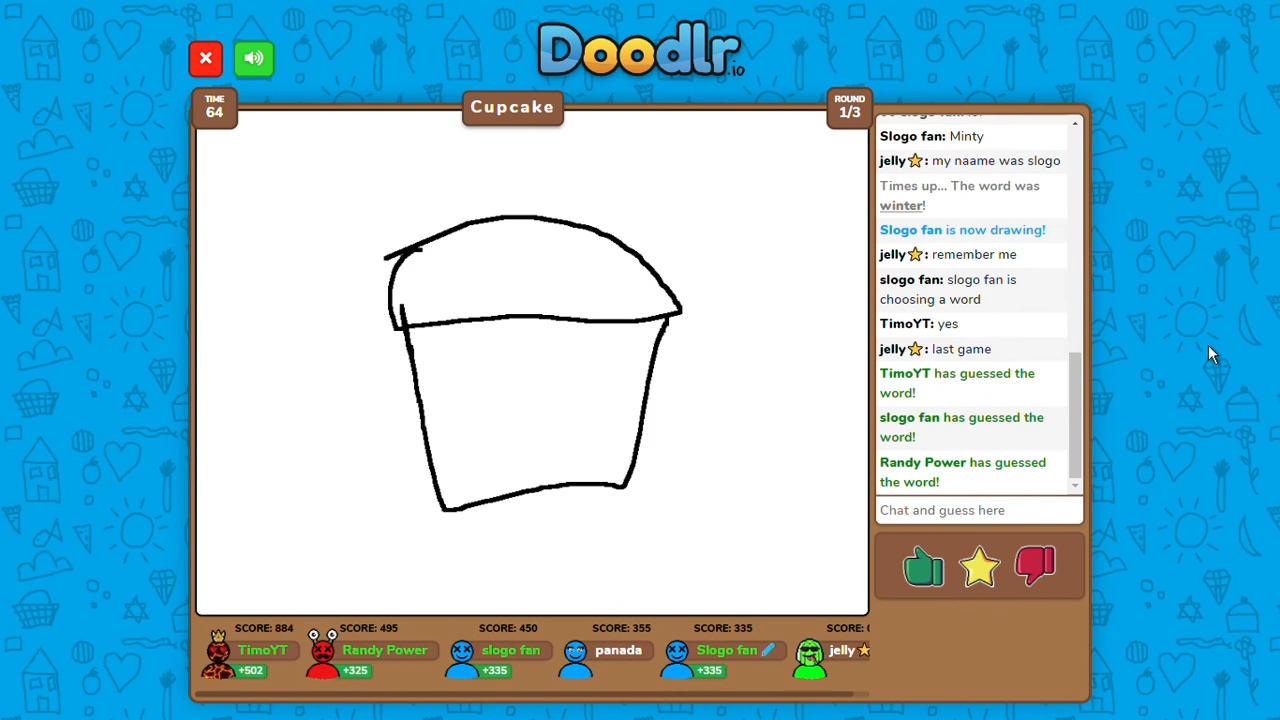 Doodlr
.io
TIME
64
Cupcake
ROUND
1/3
Slogo fan: Minty
jelly⭐: my naame was slogo
Times up... The word was
winter!
Slogo fan is now drawing!
jelly⭐: remember me
slogo fan: slogo fan is
choosing a word
TimoYT: yes
jelly⭐: last game
TimoYT has guessed the
word!
slogo fan has guessed the
word!
Randy Power has guessed
the word!
Chat and guess here
SCORE: 884
TimoYT
+502
SCORE: 495
Randy Power
+325
SCORE: 450
slogo fan
+335
SCORE: 355
panada
SCORE: 335
Slogo fan
+335
SCORE:
jelly⭐